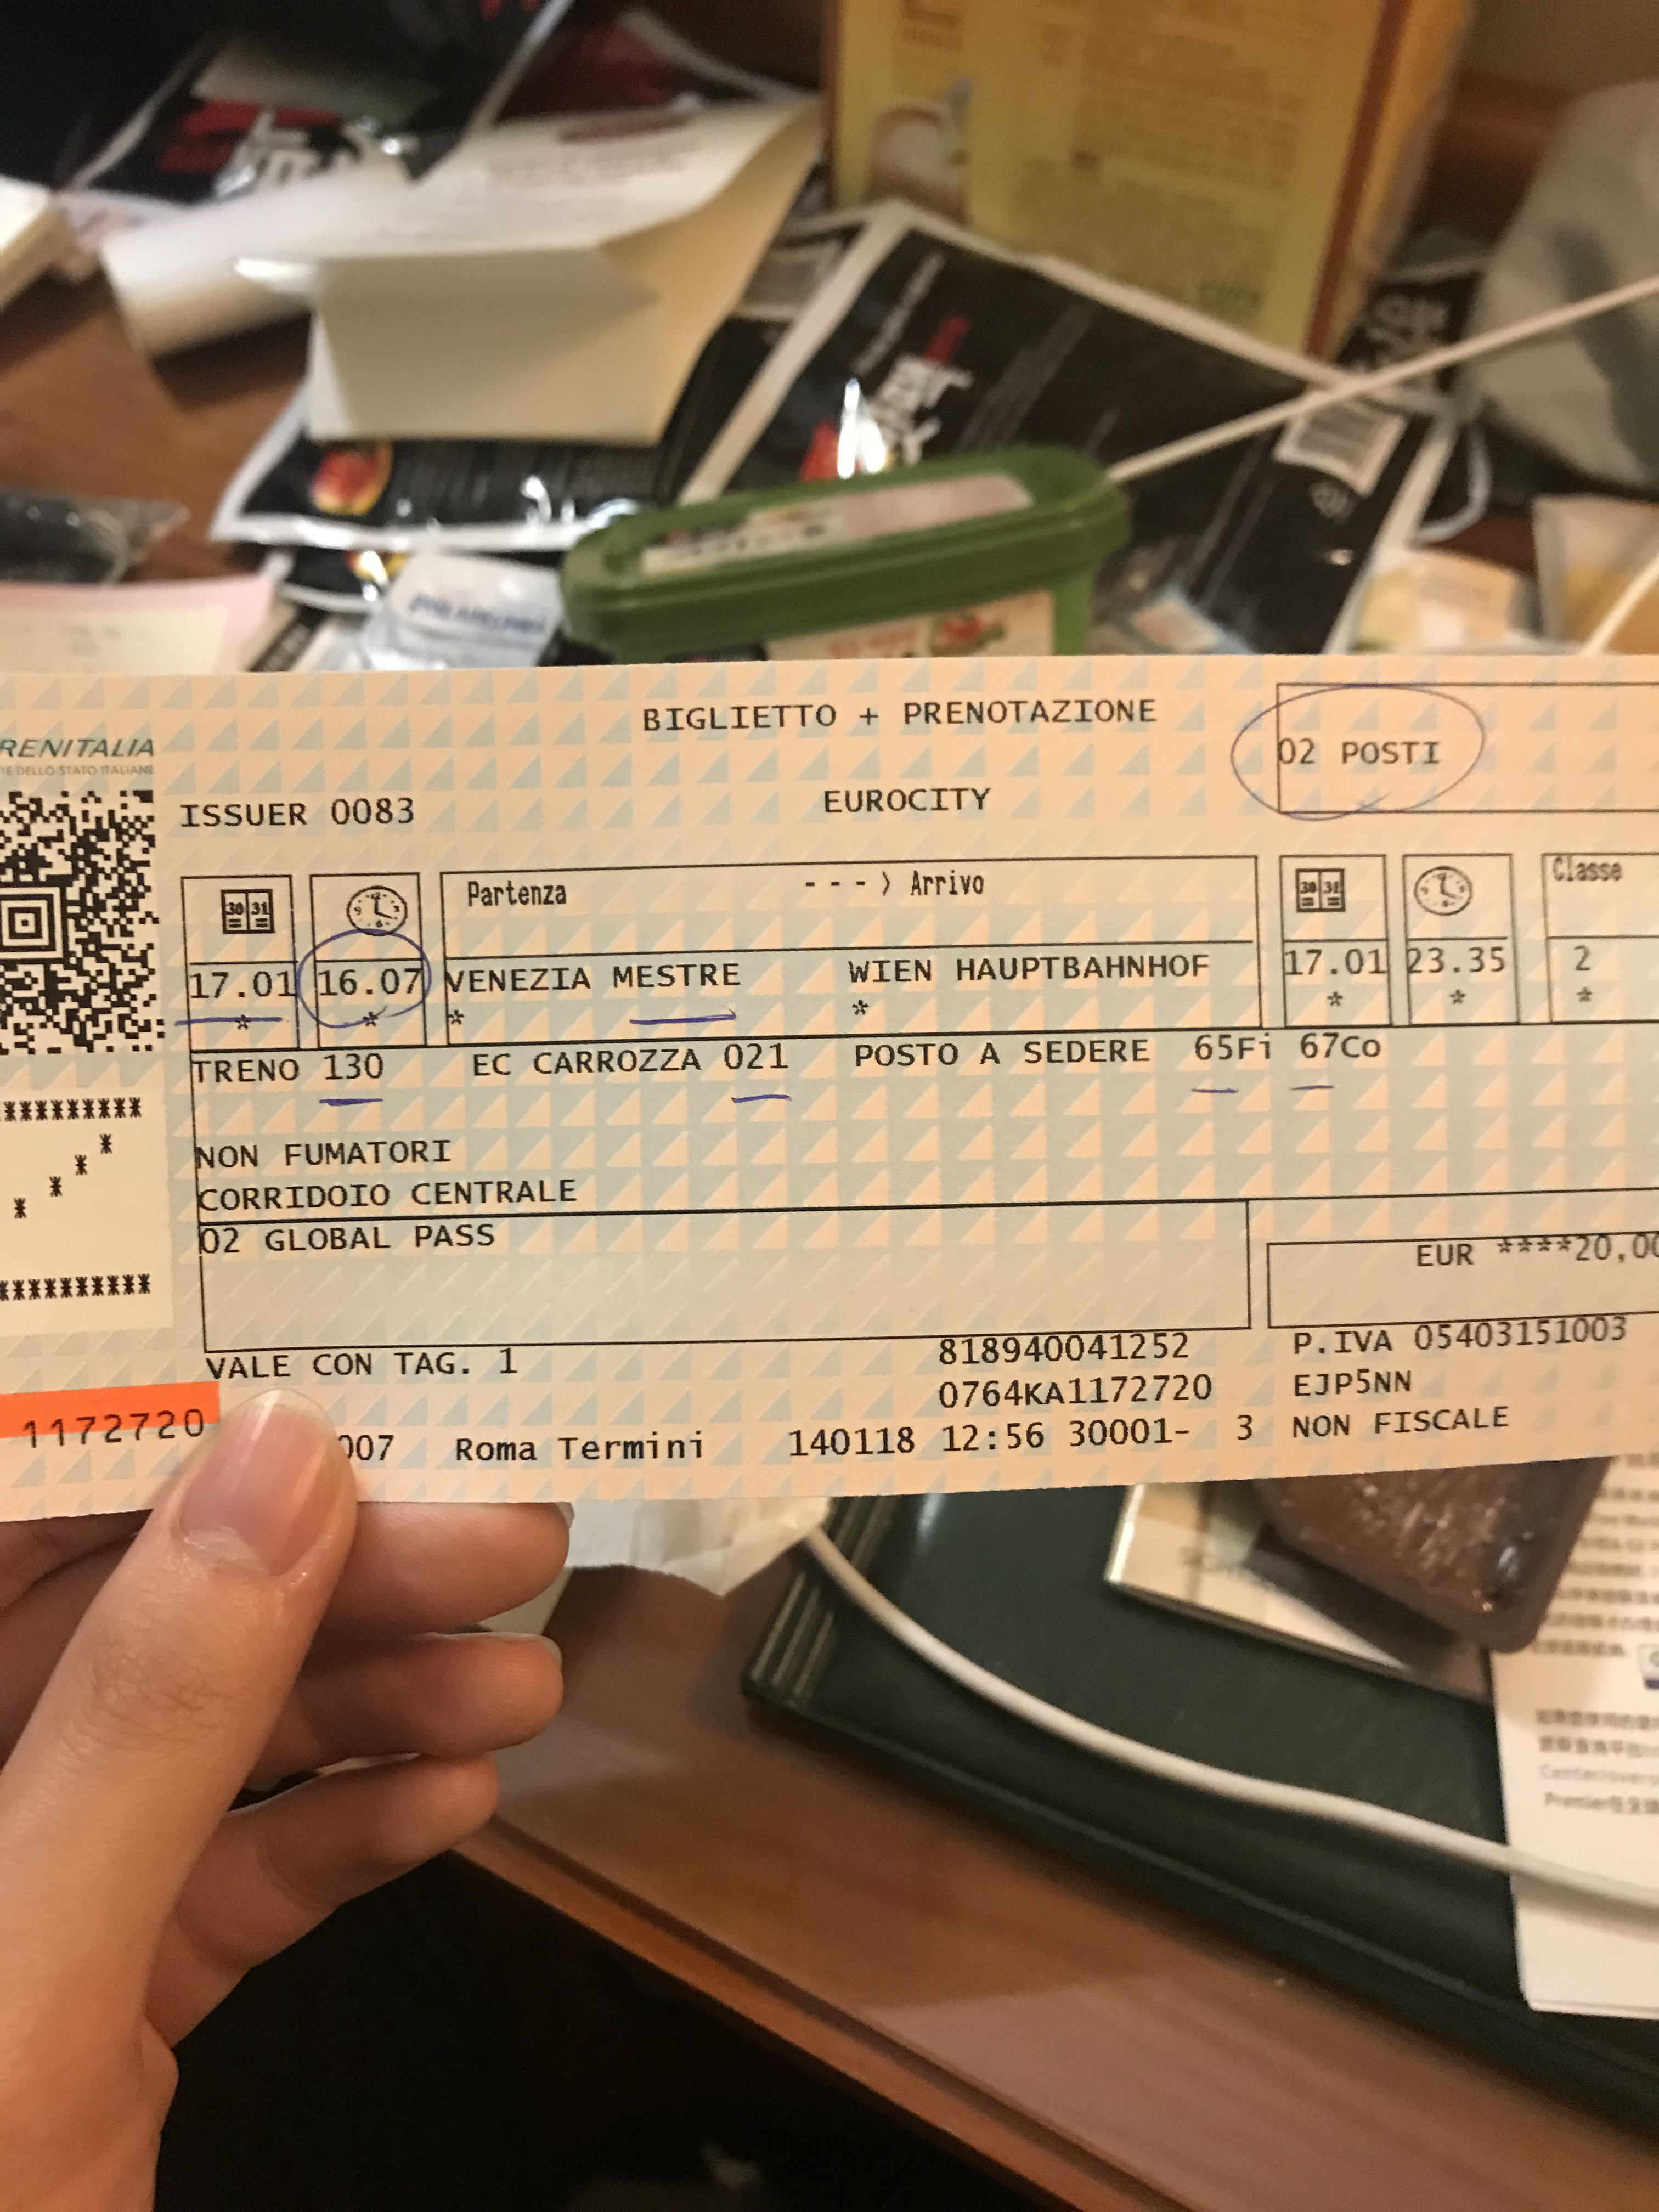 PHILADELPHIA
BIGLIETTO + PRENOTAZIONE
02 POSTI
RENITALIA
ISSUER 0083
EUROCITY
Partenza ---> Arrivo
Classe
17.01 16.07 VENEZIA MESTRE WIEN HAUPTBAHNHOF 17.01 23.35 2
* * * * * * *
TRENO 130 EC CARROZZA 021 POSTO A SEDERE 65Fi 67Co
*********
*
*
*
*
NON FUMATORI
CORRIDOIO CENTRALE
02 GLOBAL PASS
EUR ****20,00
**********
VALE CON TAG. 1
818940041252
P.IVA 05403151003
0764KA1172720
EJP5NN
1172720
007 Roma Termini 140118 12:56 30001- 3 NON FISCALE